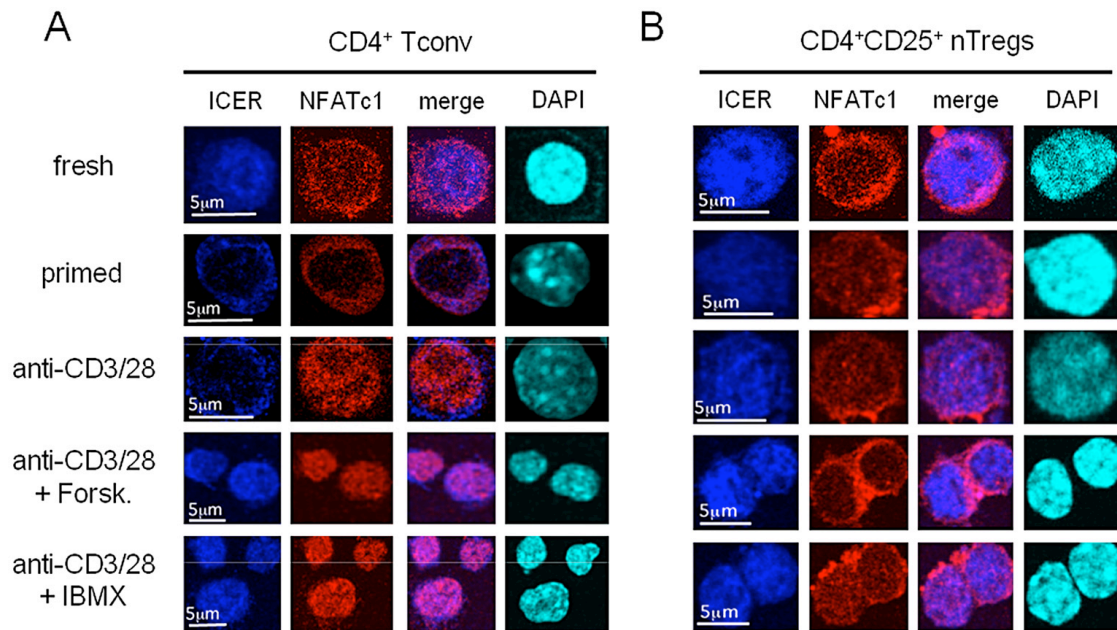 A
B
CD4⁺ Tconv
CD4⁺CD25⁺ nTregs
ICER NFATc1 merge DAPI
ICER NFATc1 merge DAPI
fresh
5μm
5μm
primed
5μm
5μm
anti-CD3/28
5μm
5μm
anti-CD3/28
+ Forsk.
5μm
5μm
anti-CD3/28
+ IBMX
5μm
5μm